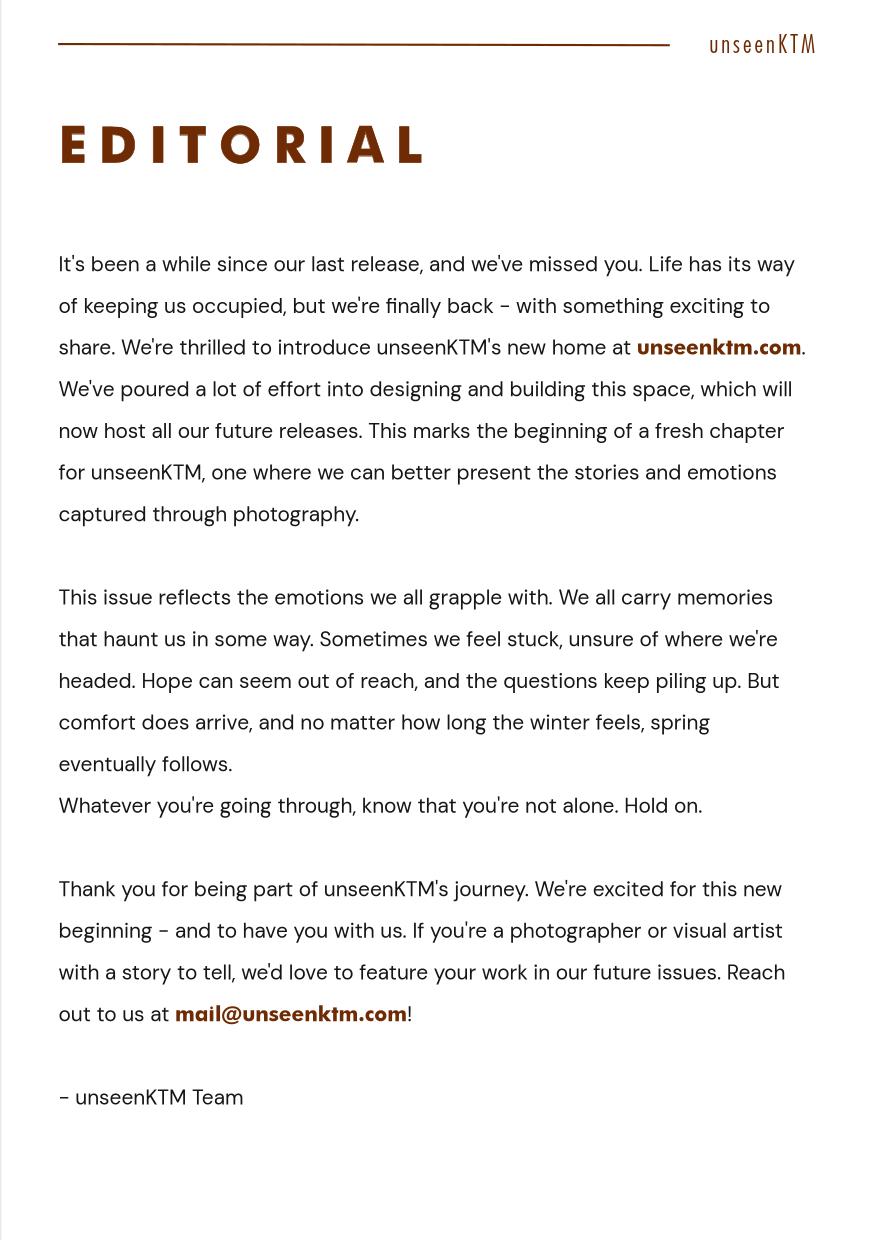 unseenKTM
EDITORIAL
It's been a while since our last release, and we've missed you. Life has its way
of keeping us occupied, but we're finally back – with something exciting to
share. We're thrilled to introduce unseenKTM's new home at unseenktm.com.
We've poured a lot of effort into designing and building this space, which will
now host all our future releases. This marks the beginning of a fresh chapter
for unseenKTM, one where we can better present the stories and emotions
captured through photography.
This issue reflects the emotions we all grapple with. We all carry memories
that haunt us in some way. Sometimes we feel stuck, unsure of where we're
headed. Hope can seem out of reach, and the questions keep piling up. But
comfort does arrive, and no matter how long the winter feels, spring
eventually follows.
Whatever you're going through, know that you're not alone. Hold on.
Thank you for being part of unseenKTM's journey. We're excited for this new
beginning – and to have you with us. If you're a photographer or visual artist
with a story to tell, we'd love to feature your work in our future issues. Reach
out to us at mail@unseenktm.com!
– unseenKTM Team